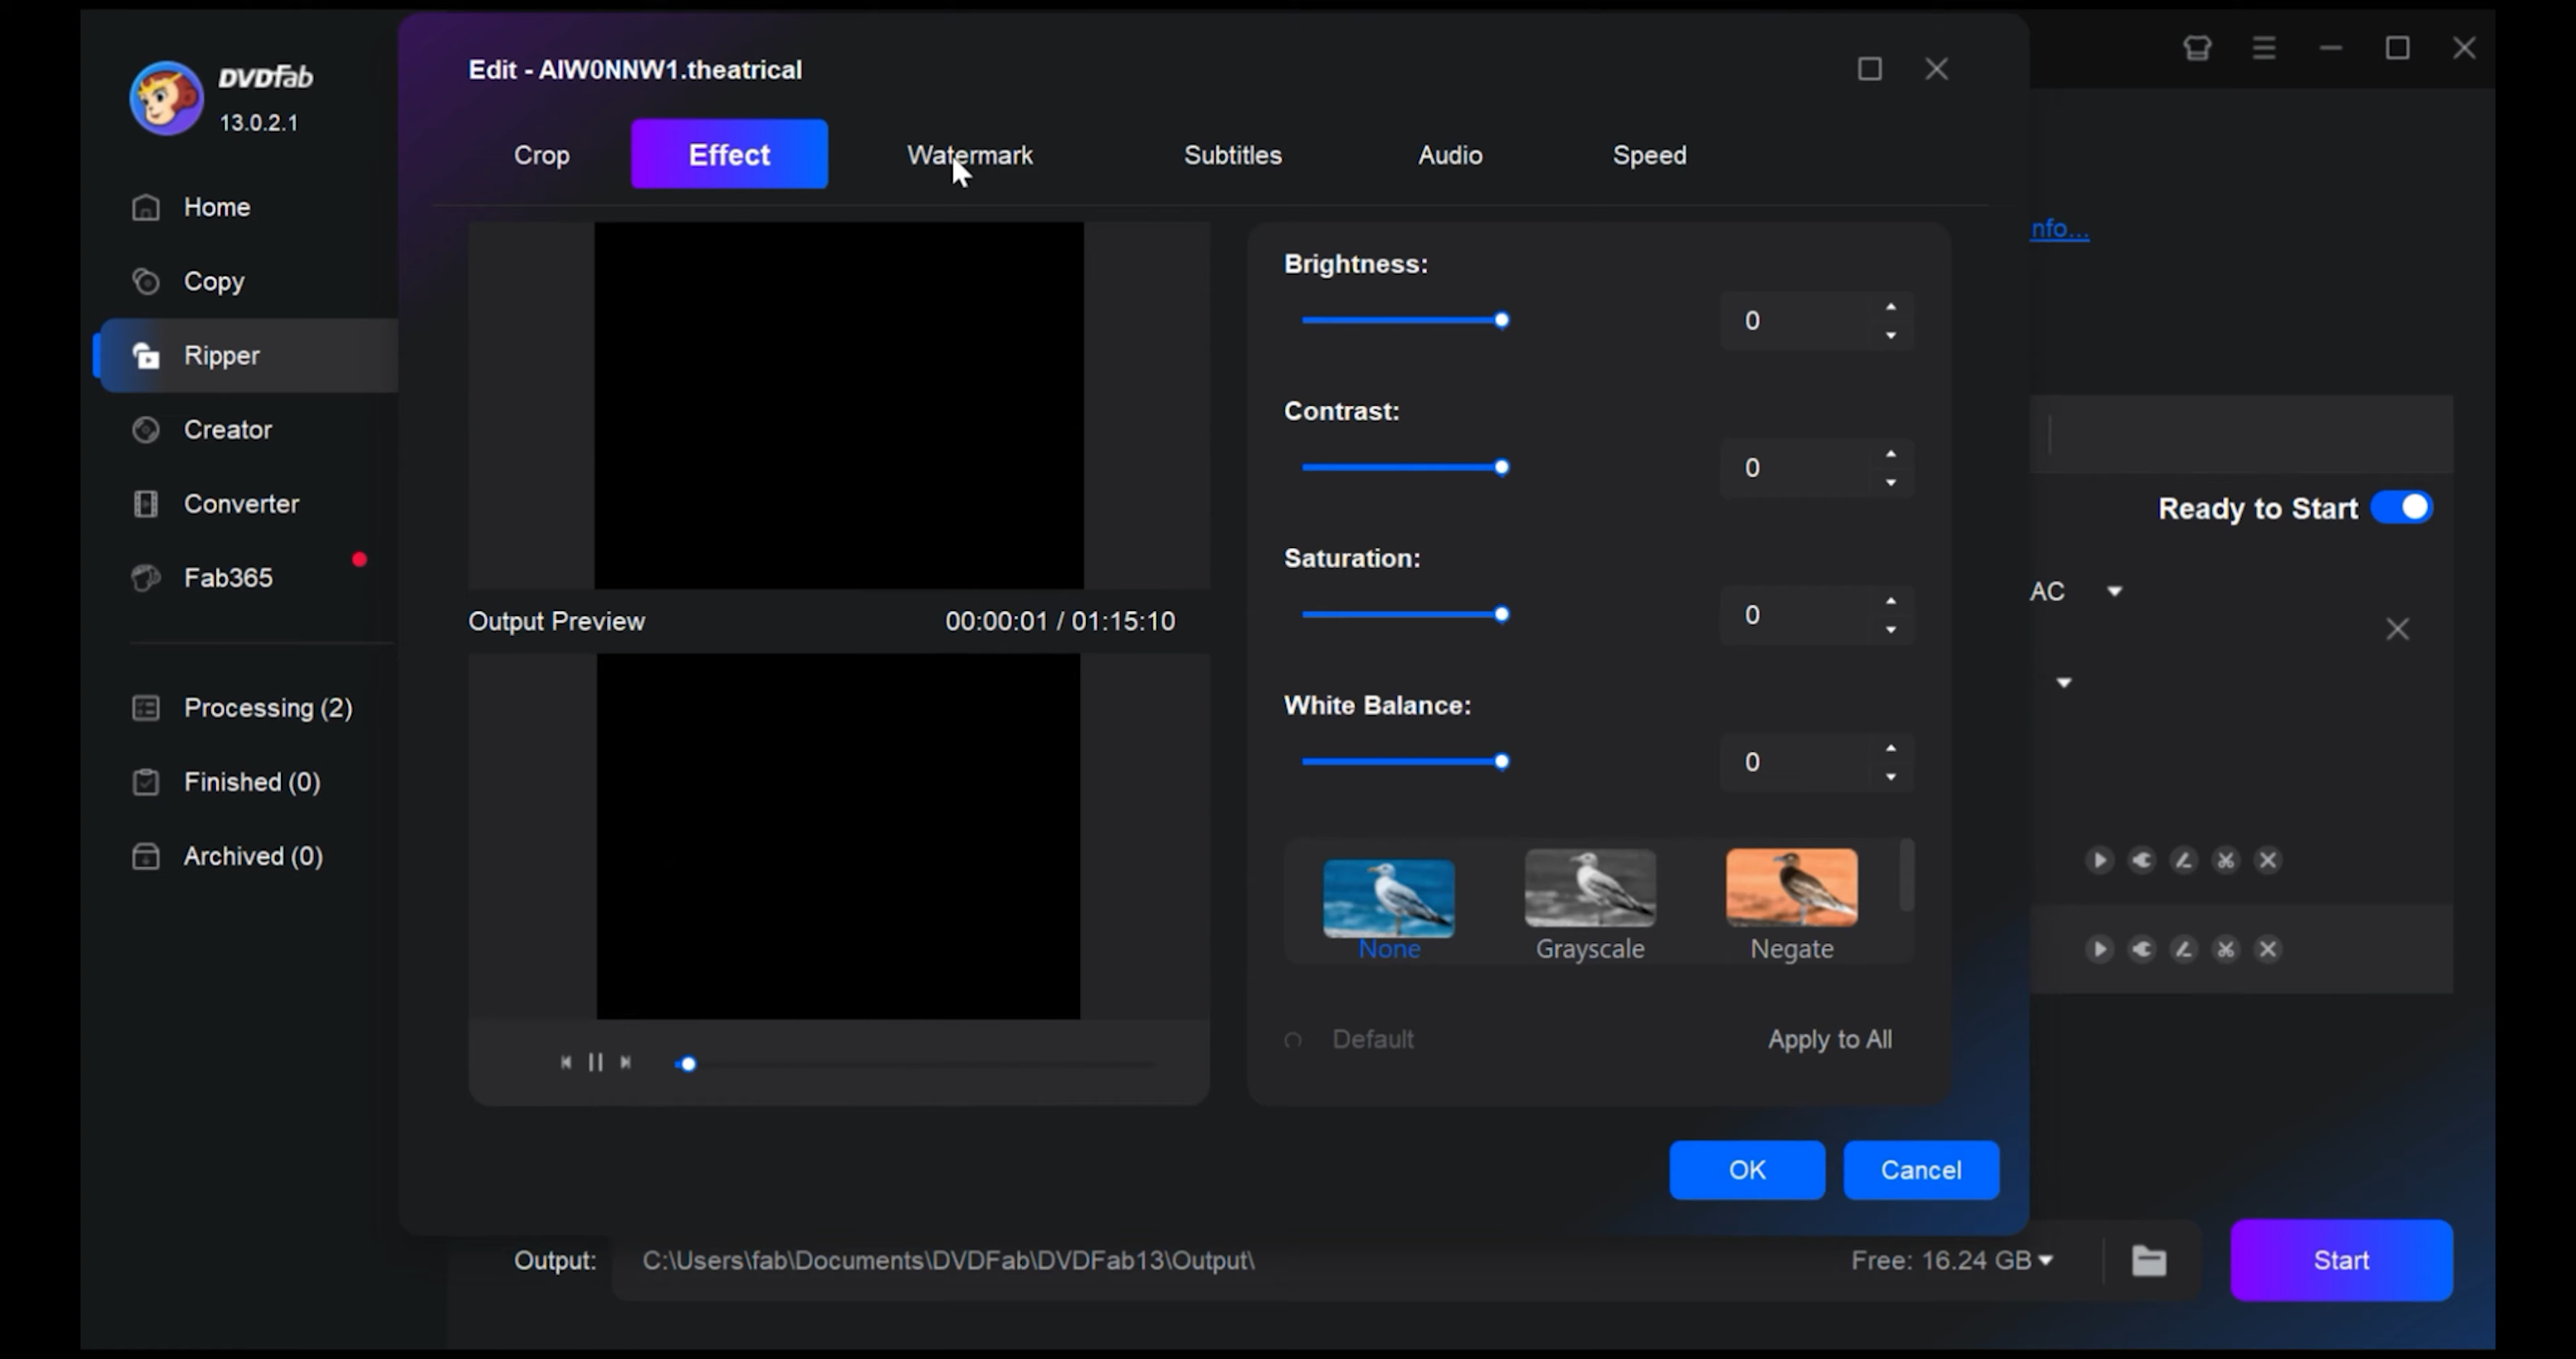 DVDFab
13.0.2.1
Home
Copy
Ripper
Creator
Converter
Fab365
Processing (2)
Finished (0)
Archived (0)
Edit - AIW0NNW1.theatrical
Crop
Effect
Watermark
Subtitles
Audio
Speed
Output Preview
00:00:01 / 01:15:10
Brightness:
0
Contrast:
0
Saturation:
0
White Balance:
0
None
Grayscale
Negate
Default
Apply to All
OK
Cancel
nfo...
Ready to Start
AC
Output:
C:\Users\fab\Documents\DVDFab\DVDFab13\Output\
Free: 16.24 GB
Start